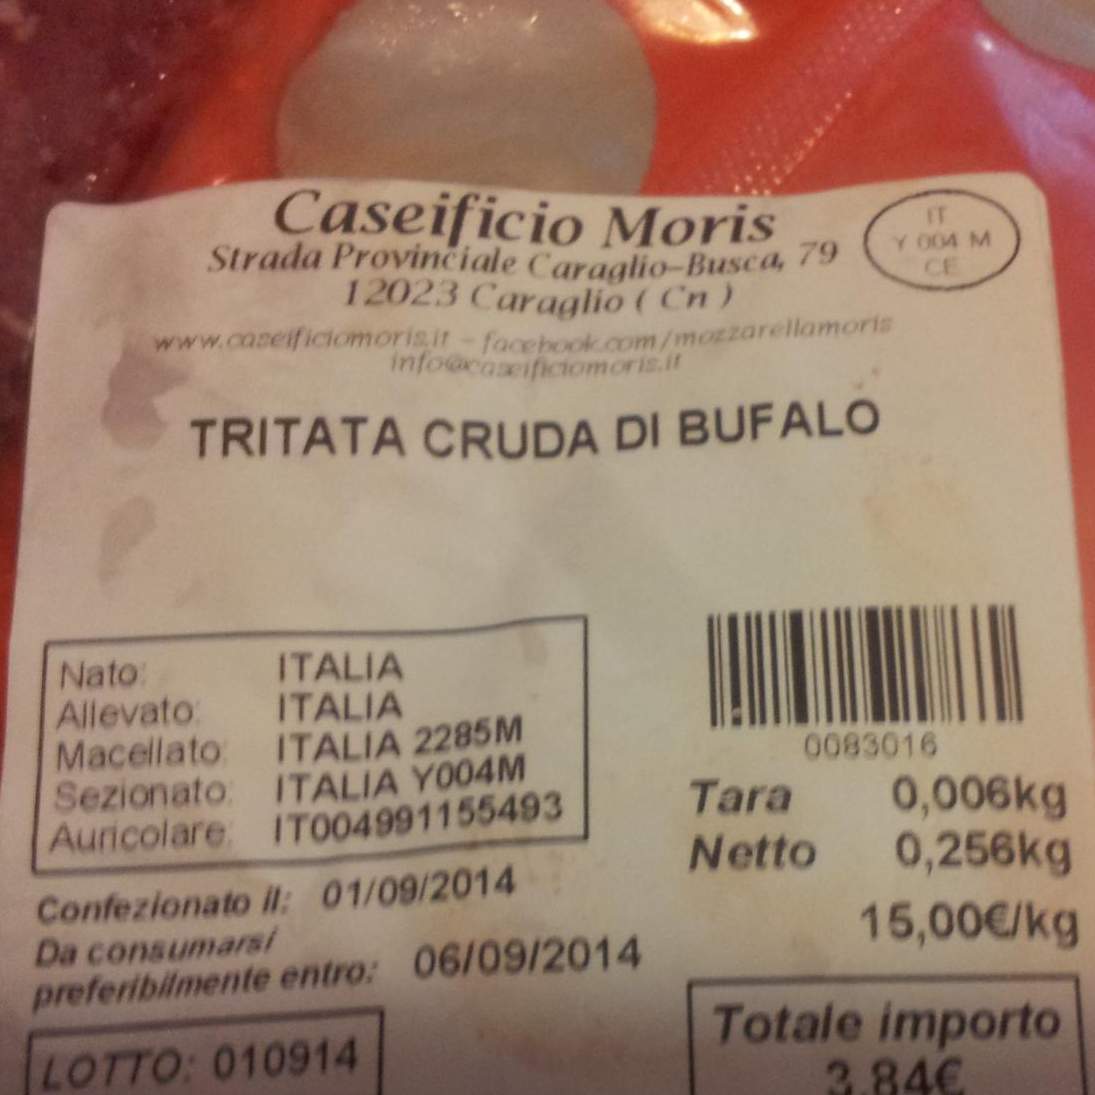 Caseificio Moris
Strada Provinciale Caraglio-Busca, 79
12023 Caraglio ( Cn )
IT
Y 004 M
CE
www.caseificiomoris.it - facebook.com/mozzarellamoris
info@caseificiomoris.it
TRITATA CRUDA DI BUFALO
Nato: ITALIA
Allevato: ITALIA
Macellato: ITALIA 2285M
Sezionato: ITALIA Y004M
Auricolare: IT004991155493
0083016
Tara 0,006kg
Netto 0,256kg
15,00€/kg
Confezionato il: 01/09/2014
Da consumarsi
preferibilmente entro: 06/09/2014
LOTTO: 010914
Totale importo
3,84€